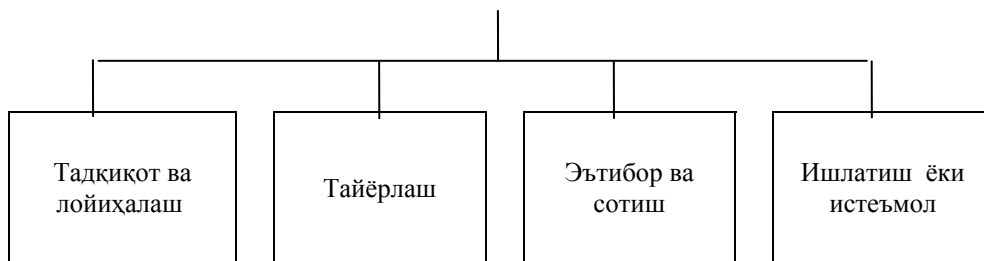 Тадқиқот ва
лойиҳалаш
Тайёрлаш
Эътибор ва
сотиш
Ишлатиш ёки
истеъмол